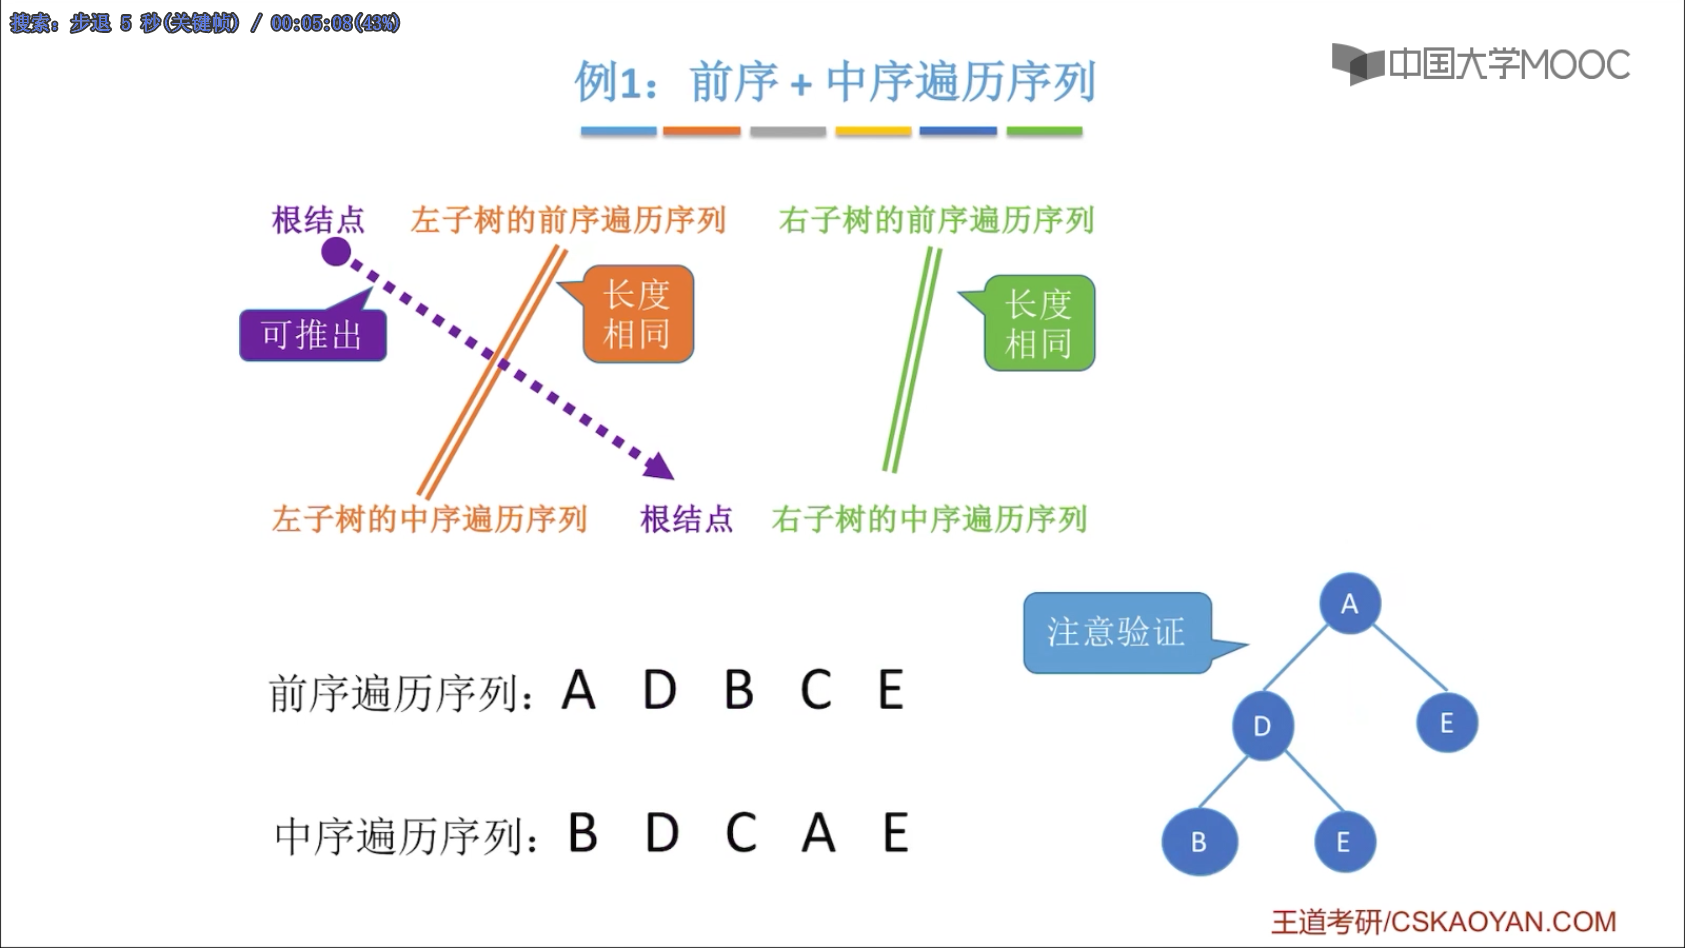 搜索: 步退 5 秒(关键帧) / 00:05:08(43%)
中国大学MOOC
例1：前序 + 中序遍历序列
根结点 左子树的前序遍历序列 右子树的前序遍历序列
长度
相同
长度
相同
可推出
左子树的中序遍历序列 根结点 右子树的中序遍历序列
注意验证
A
D
E
B
E
前序遍历序列：A D B C E
中序遍历序列：B D C A E
王道考研/CSKAOYAN.COM